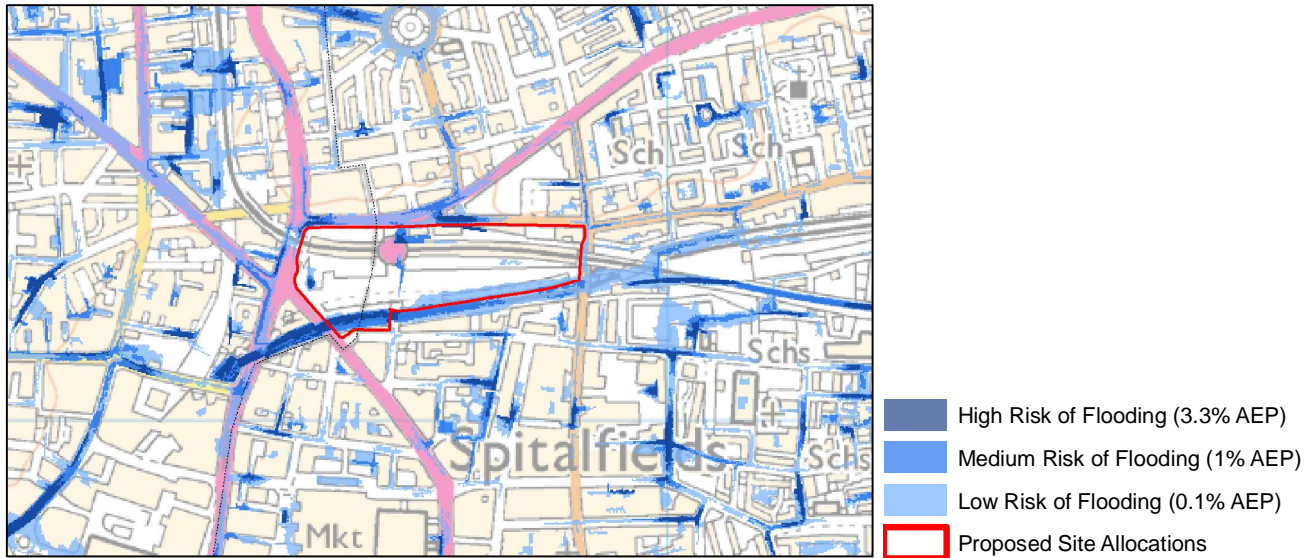 Sch
Sch
Schs
Spitalfields
Schs
Mkt
High Risk of Flooding (3.3% AEP)
Medium Risk of Flooding (1% AEP)
Low Risk of Flooding (0.1% AEP)
Proposed Site Allocations